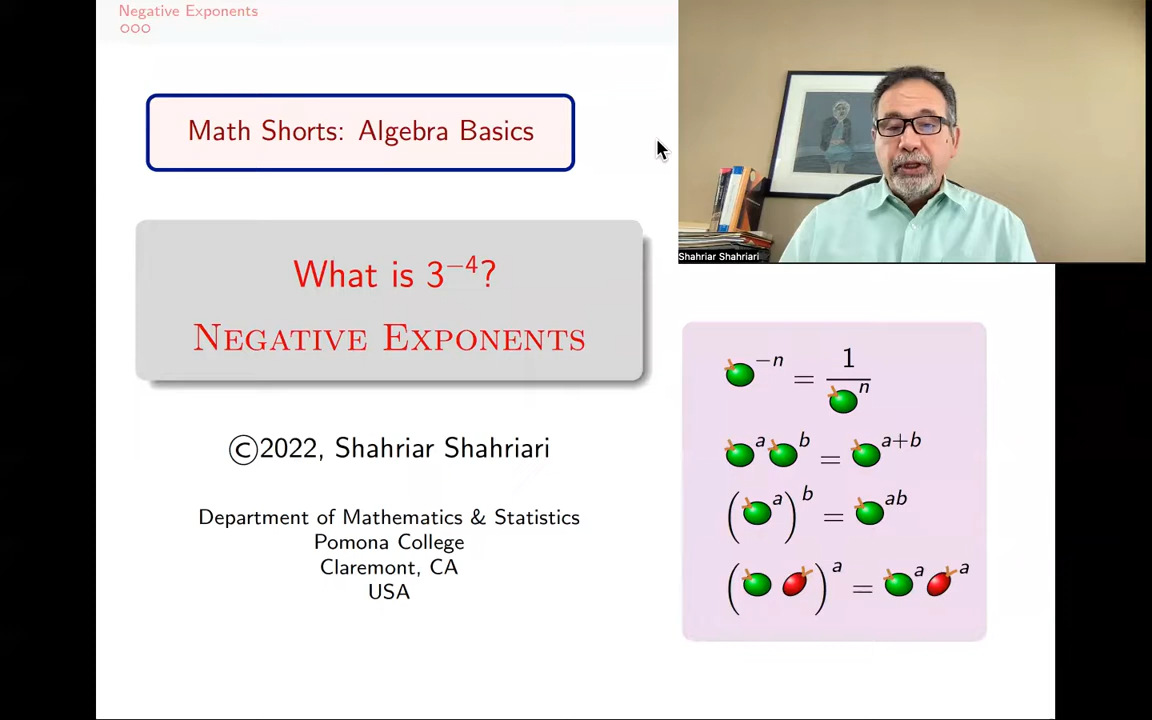 Negative Exponents
Math Shorts: Algebra Basics
What is 3⁻⁴?
NEGATIVE EXPONENTS
©2022, Shahriar Shahriari
Department of Mathematics & Statistics
Pomona College
Claremont, CA
USA
Shahriar Shahriari
−n = 1 / n
a b = a+b
( a ) b = ab
( ) a = a a